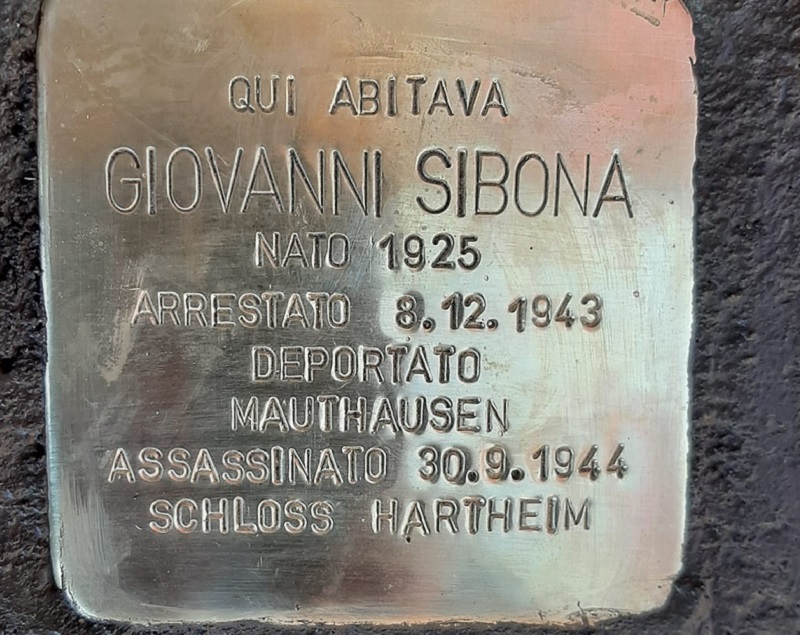 QUI ABITAVA
GIOVANNI SIBONA
NATO 1925
ARRESTATO 8.12.1943
DEPORTATO
MAUTHAUSEN
ASSASSINATO 30.9.1944
SCHLOSS HARTHEIM